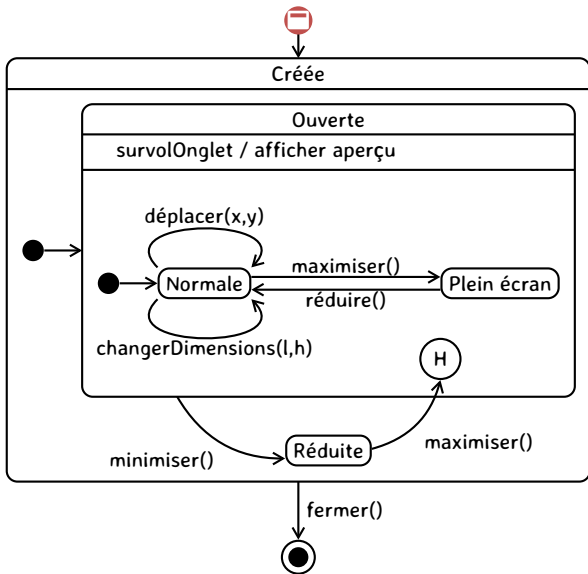 Créée
Ouverte
survolOnglet / afficher aperçu
déplacer(x,y)
maximiser()
Normale
Plein écran
réduire()
changerDimensions(l,h)
H
minimiser()
Réduite
maximiser()
fermer()